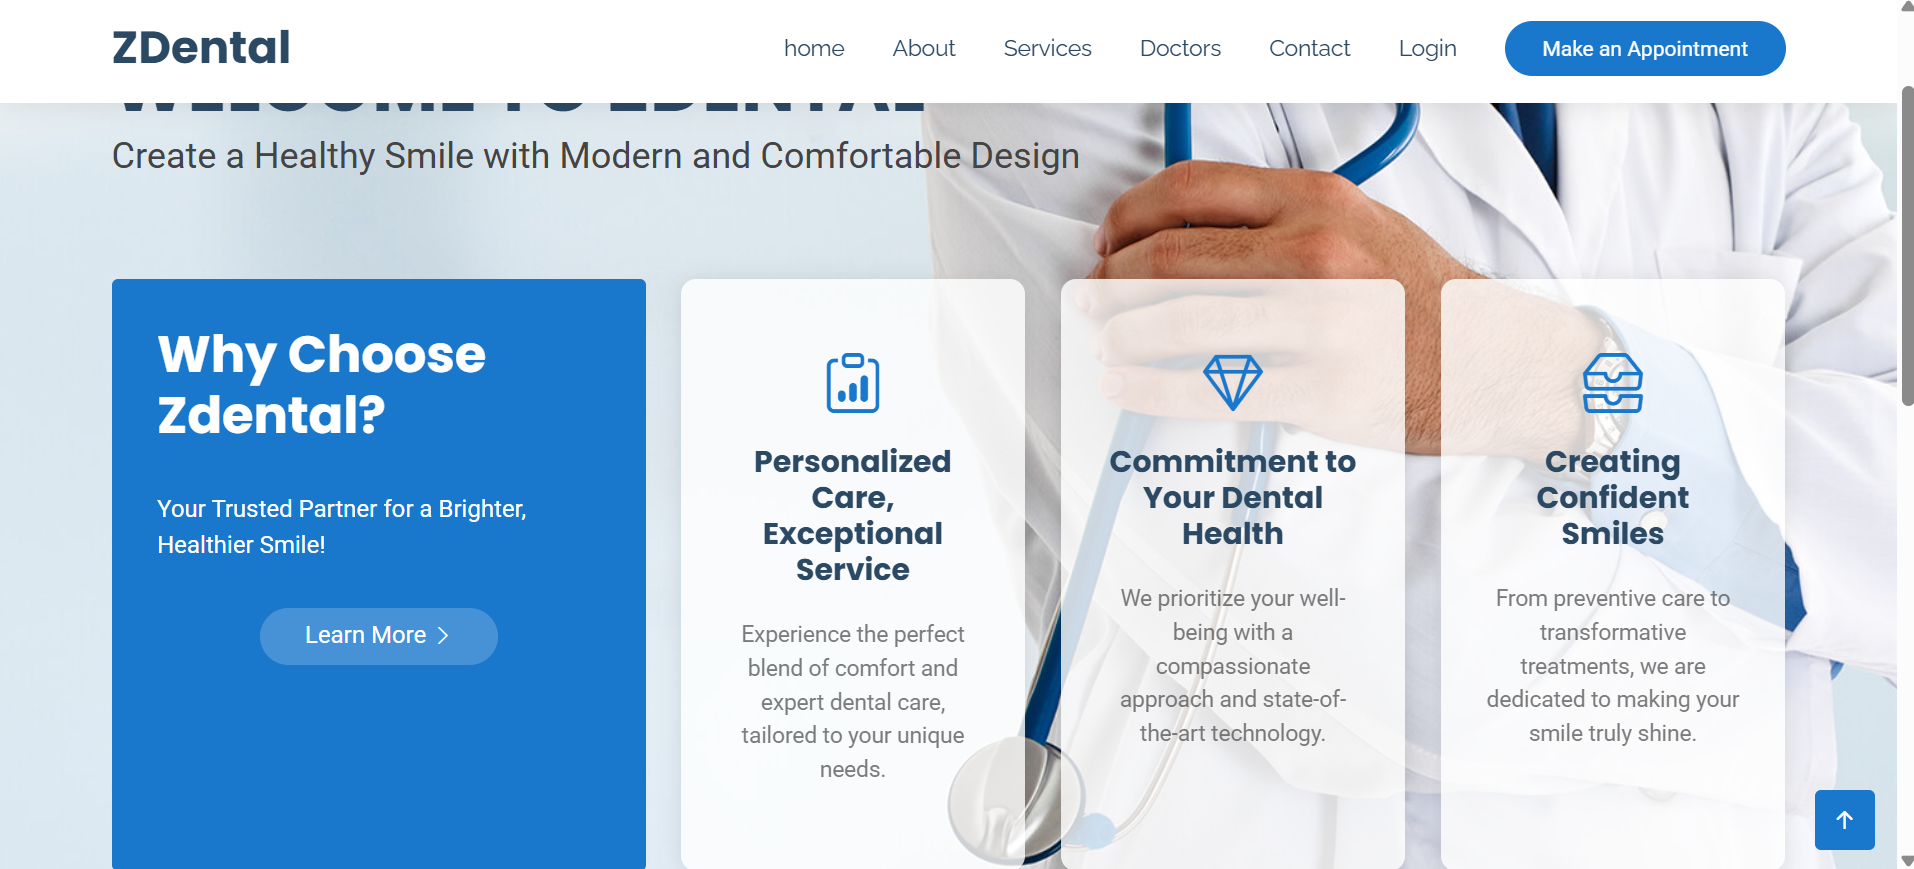 ZDental
home About Services Doctors Contact Login Make an Appointment
WELCOME TO ZDENTAL
Create a Healthy Smile with Modern and Comfortable Design
Why Choose
Zdental?
Your Trusted Partner for a Brighter,
Healthier Smile!
Learn More
Personalized
Care,
Exceptional
Service
Experience the perfect
blend of comfort and
expert dental care,
tailored to your unique
needs.
Commitment to
Your Dental
Health
We prioritize your well-
being with a
compassionate
approach and state-of-
the-art technology.
Creating
Confident
Smiles
From preventive care to
transformative
treatments, we are
dedicated to making your
smile truly shine.